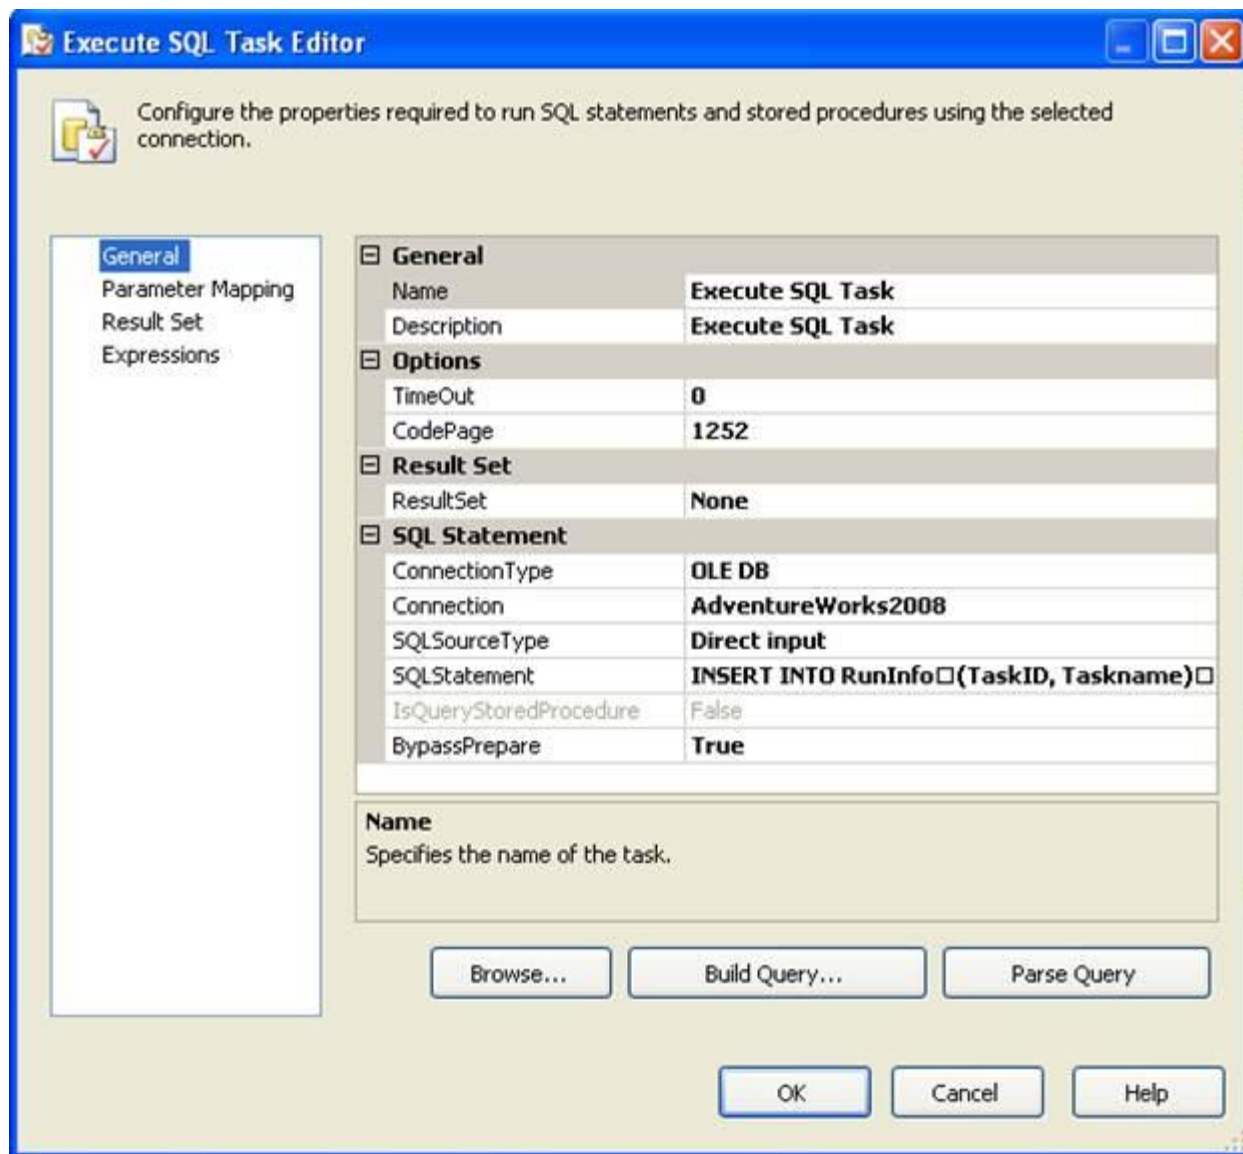 Execute SQL Task Editor
Configure the properties required to run SQL statements and stored procedures using the selected
connection.
General
Parameter Mapping
Result Set
Expressions
General
Name Execute SQL Task
Description Execute SQL Task
Options
TimeOut 0
CodePage 1252
Result Set
ResultSet None
SQL Statement
ConnectionType OLE DB
Connection AdventureWorks2008
SQLSourceType Direct input
SQLStatement INSERT INTO RunInfo□(TaskID, Taskname)□
IsQueryStoredProcedure False
BypassPrepare True
Name
Specifies the name of the task.
Browse... Build Query... Parse Query
OK Cancel Help